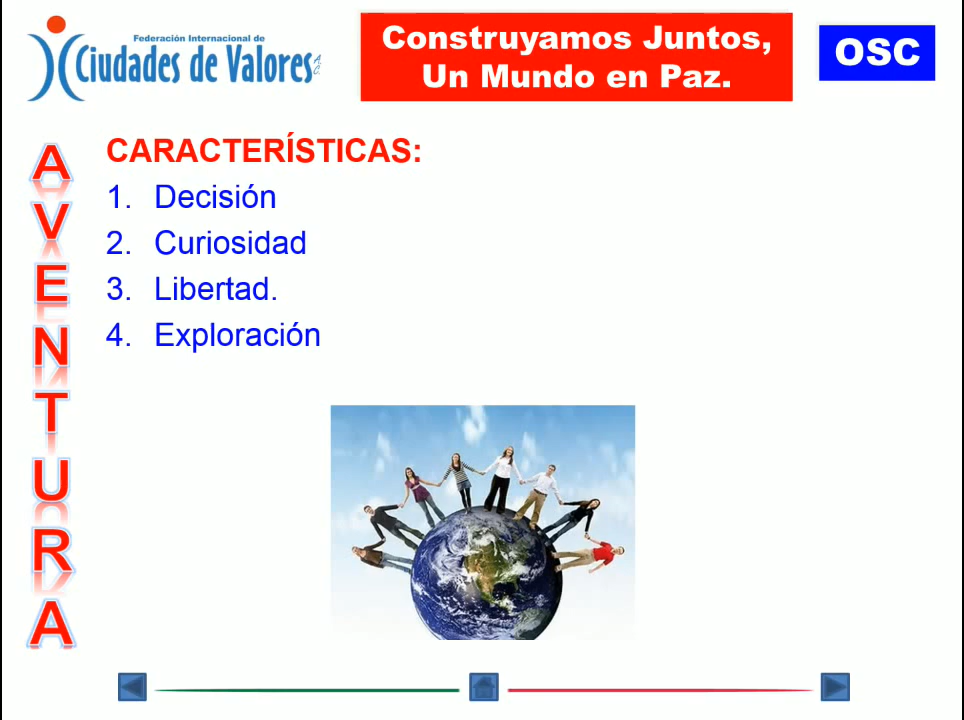 Federación Internacional de
Ciudades de Valores A.C.
Construyamos Juntos,
Un Mundo en Paz.
OSC
AVENTURA
CARACTERÍSTICAS:
1. Decisión
2. Curiosidad
3. Libertad.
4. Exploración